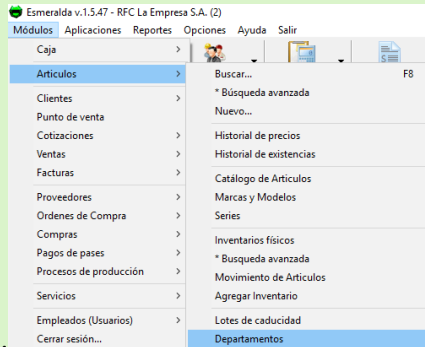 Esmeralda v.1.5.47 - RFC La Empresa S.A. (2)
Módulos Aplicaciones Reportes Opciones Ayuda Salir
Caja
Articulos
Clientes
Punto de venta
Cotizaciones
Ventas
Facturas
Proveedores
Ordenes de Compra
Compras
Pagos de pases
Procesos de producción
Servicios
Empleados (Usuarios)
Cerrar sesión...
Buscar... F8
* Búsqueda avanzada
Nuevo...
Historial de precios
Historial de existencias
Catálogo de Articulos
Marcas y Modelos
Series
Inventarios físicos
* Busqueda avanzada
Movimiento de Articulos
Agregar Inventario
Lotes de caducidad
Departamentos